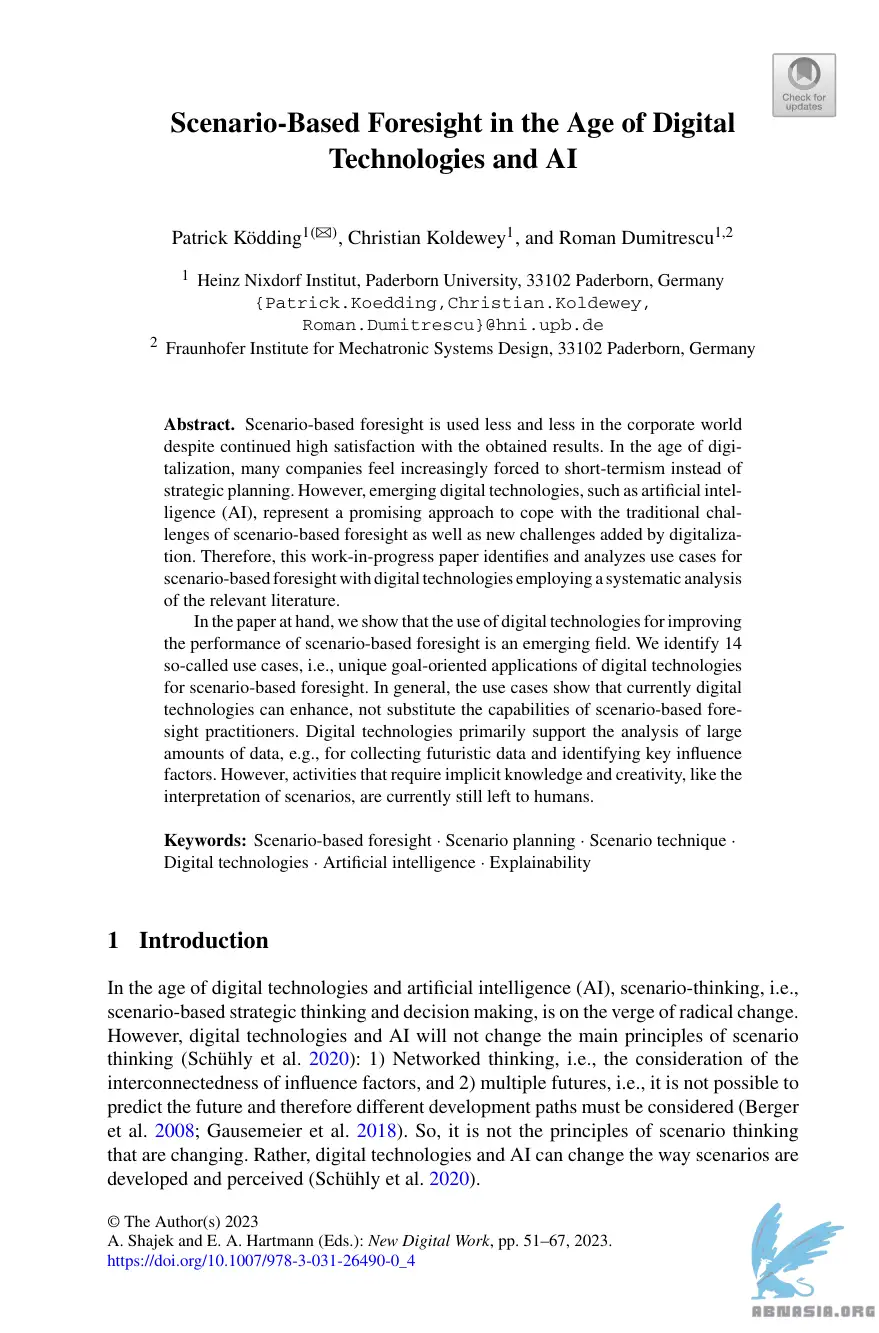 Check for
updates
Scenario-Based Foresight in the Age of Digital
Technologies and AI
Patrick Ködding1(✉), Christian Koldewey1, and Roman Dumitrescu1,2
1 Heinz Nixdorf Institut, Paderborn University, 33102 Paderborn, Germany
{Patrick.Koedding,Christian.Koldewey,
Roman.Dumitrescu}@hni.upb.de
2 Fraunhofer Institute for Mechatronic Systems Design, 33102 Paderborn, Germany
Abstract. Scenario-based foresight is used less and less in the corporate world
despite continued high satisfaction with the obtained results. In the age of digi-
talization, many companies feel increasingly forced to short-termism instead of
strategic planning. However, emerging digital technologies, such as artificial intel-
ligence (AI), represent a promising approach to cope with the traditional chal-
lenges of scenario-based foresight as well as new challenges added by digitaliza-
tion. Therefore, this work-in-progress paper identifies and analyzes use cases for
scenario-based foresight with digital technologies employing a systematic analysis
of the relevant literature.
In the paper at hand, we show that the use of digital technologies for improving
the performance of scenario-based foresight is an emerging field. We identify 14
so-called use cases, i.e., unique goal-oriented applications of digital technologies
for scenario-based foresight. In general, the use cases show that currently digital
technologies can enhance, not substitute the capabilities of scenario-based fore-
sight practitioners. Digital technologies primarily support the analysis of large
amounts of data, e.g., for collecting futuristic data and identifying key influence
factors. However, activities that require implicit knowledge and creativity, like the
interpretation of scenarios, are currently still left to humans.
Keywords: Scenario-based foresight · Scenario planning · Scenario technique ·
Digital technologies · Artificial intelligence · Explainability
1 Introduction
In the age of digital technologies and artificial intelligence (AI), scenario-thinking, i.e.,
scenario-based strategic thinking and decision making, is on the verge of radical change.
However, digital technologies and AI will not change the main principles of scenario
thinking (Schühly et al. 2020): 1) Networked thinking, i.e., the consideration of the
interconnectedness of influence factors, and 2) multiple futures, i.e., it is not possible to
predict the future and therefore different development paths must be considered (Berger
et al. 2008; Gausemeier et al. 2018). So, it is not the principles of scenario thinking
that are changing. Rather, digital technologies and AI can change the way scenarios are
developed and perceived (Schühly et al. 2020).
© The Author(s) 2023
A. Shajek and E. A. Hartmann (Eds.): New Digital Work, pp. 51–67, 2023.
https://doi.org/10.1007/978-3-031-26490-0_4
ABNASIA.ORG